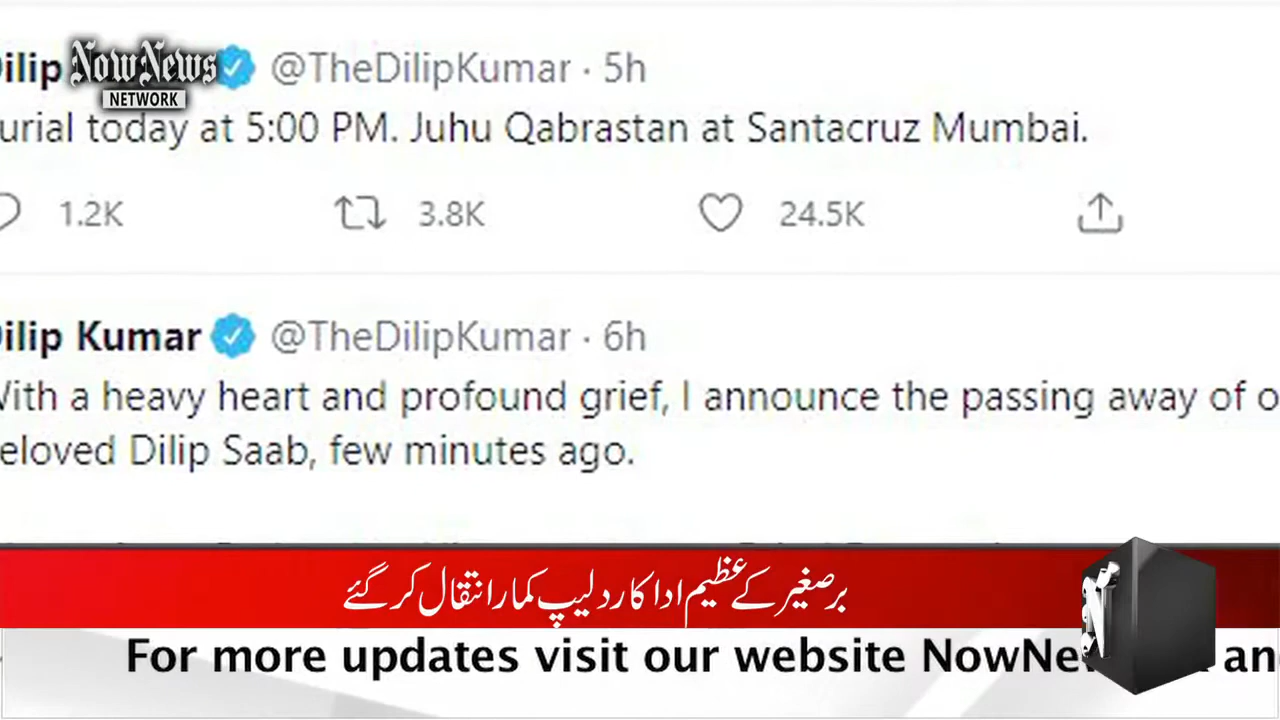 NowNews
NETWORK
ilip @TheDilipKumar · 5h
urial today at 5:00 PM. Juhu Qabrastan at Santacruz Mumbai.
1.2K 3.8K 24.5K
ilip Kumar @TheDilipKumar · 6h
With a heavy heart and profound grief, I announce the passing away of o
eloved Dilip Saab, few minutes ago.
برصغیر کے عظیم اداکار دلیپ کمار انتقال کر گئے
For more updates visit our website NowNe an